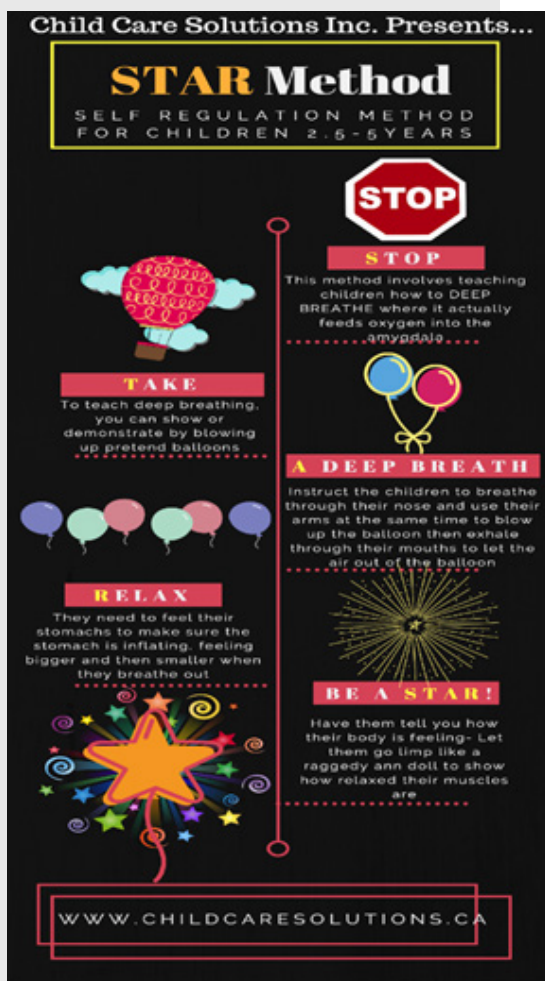 Child Care Solutions Inc. Presents...
STAR Method
SELF REGULATION METHOD
FOR CHILDREN 2.5-5YEARS
STOP
STOP
This method involves teaching
children how to DEEP
BREATHE where it actually
feeds oxygen into the
amygdala
TAKE
To teach deep breathing,
you can show or
demonstrate by blowing
up pretend balloons
A DEEP BREATH
Instruct the children to breathe
through their nose and use their
arms at the same time to blow
up the balloon then exhale
through their mouths to let the
air out of the balloon
RELAX
They need to feel their
stomachs to make sure the
stomach is inflating, feeling
bigger and then smaller when
they breathe out
BE A STAR!
Have them tell you how
their body is feeling- Let
them go limp like a
raggedy ann doll to show
how relaxed their muscles
are
WWW.CHILDCARESOLUTIONS.CA